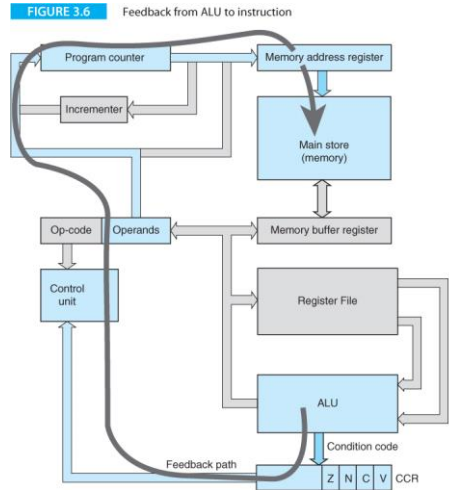 FIGURE 3.6 Feedback from ALU to instruction
Program counter
Memory address register
Incrementer
Main store
(memory)
Op-code
Operands
Memory buffer register
Control
unit
Register File
ALU
Condition code
Feedback path
Z N C V CCR